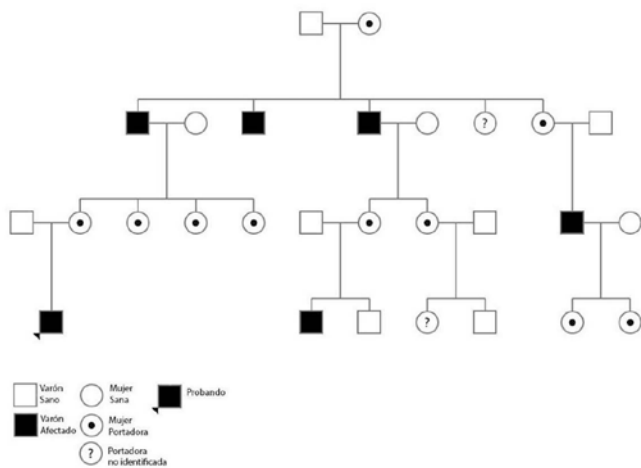 ?
?
Varón
Sano
Mujer
Sana
Probando
Varón
Afectado
Mujer
Portadora
?
Portadora
no identificada